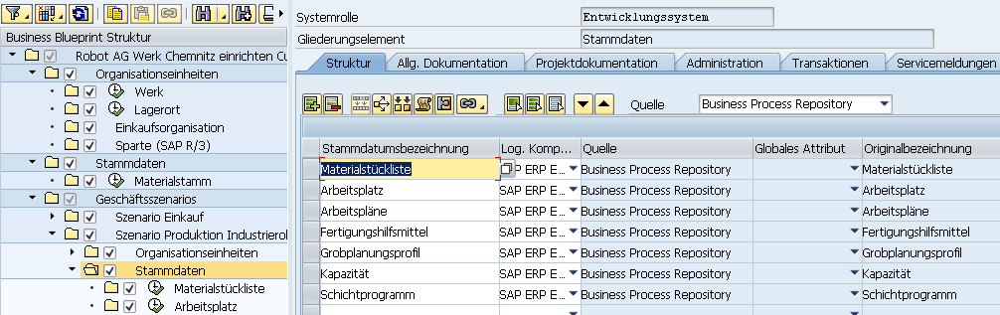 Systemrolle Entwicklungssystem
Gliederungselement Stammdaten
Business Blueprint Struktur
Robot AG Werk Chemnitz einrichten Cu
Organisationseinheiten
Werk
Lagerort
Einkaufsorganisation
Sparte (SAP R/3)
Stammdaten
Materialstamm
Geschäftsszenarios
Szenario Einkauf
Szenario Produktion Industrierol
Organisationseinheiten
Stammdaten
Materialstückliste
Arbeitsplatz
Struktur Allg. Dokumentation Projektdokumentation Administration Transaktionen Servicemeldungen
Quelle Business Process Repository
Stammdatumsbezeichnung Log. Komp... Quelle Globales Attribut Originalbezeichnung
Materialstückliste P ERP E... Business Process Repository Materialstückliste
Arbeitsplatz SAP ERP E... Business Process Repository Arbeitsplatz
Arbeitspläne SAP ERP E... Business Process Repository Arbeitspläne
Fertigungshilfsmittel SAP ERP E... Business Process Repository Fertigungshilfsmittel
Grobplanungsprofil SAP ERP E... Business Process Repository Grobplanungsprofil
Kapazität SAP ERP E... Business Process Repository Kapazität
Schichtprogramm SAP ERP E... Business Process Repository Schichtprogramm